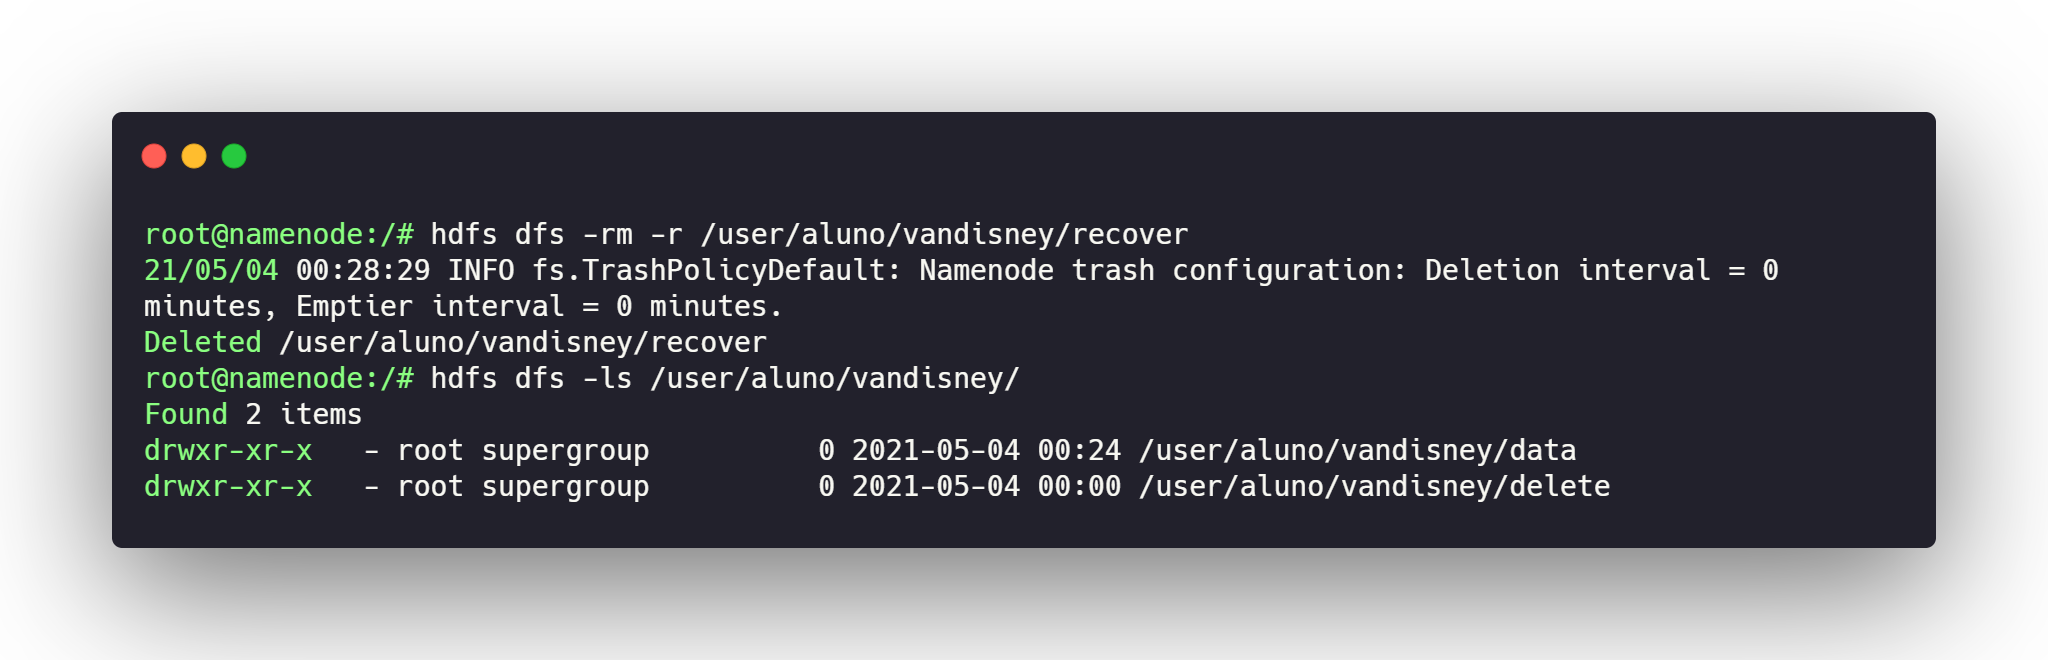 root@namenode:/# hdfs dfs -rm -r /user/aluno/vandisney/recover
21/05/04 00:28:29 INFO fs.TrashPolicyDefault: Namenode trash configuration: Deletion interval = 0
minutes, Emptier interval = 0 minutes.
Deleted /user/aluno/vandisney/recover
root@namenode:/# hdfs dfs -ls /user/aluno/vandisney/
Found 2 items
drwxr-xr-x   - root supergroup          0 2021-05-04 00:24 /user/aluno/vandisney/data
drwxr-xr-x   - root supergroup          0 2021-05-04 00:00 /user/aluno/vandisney/delete